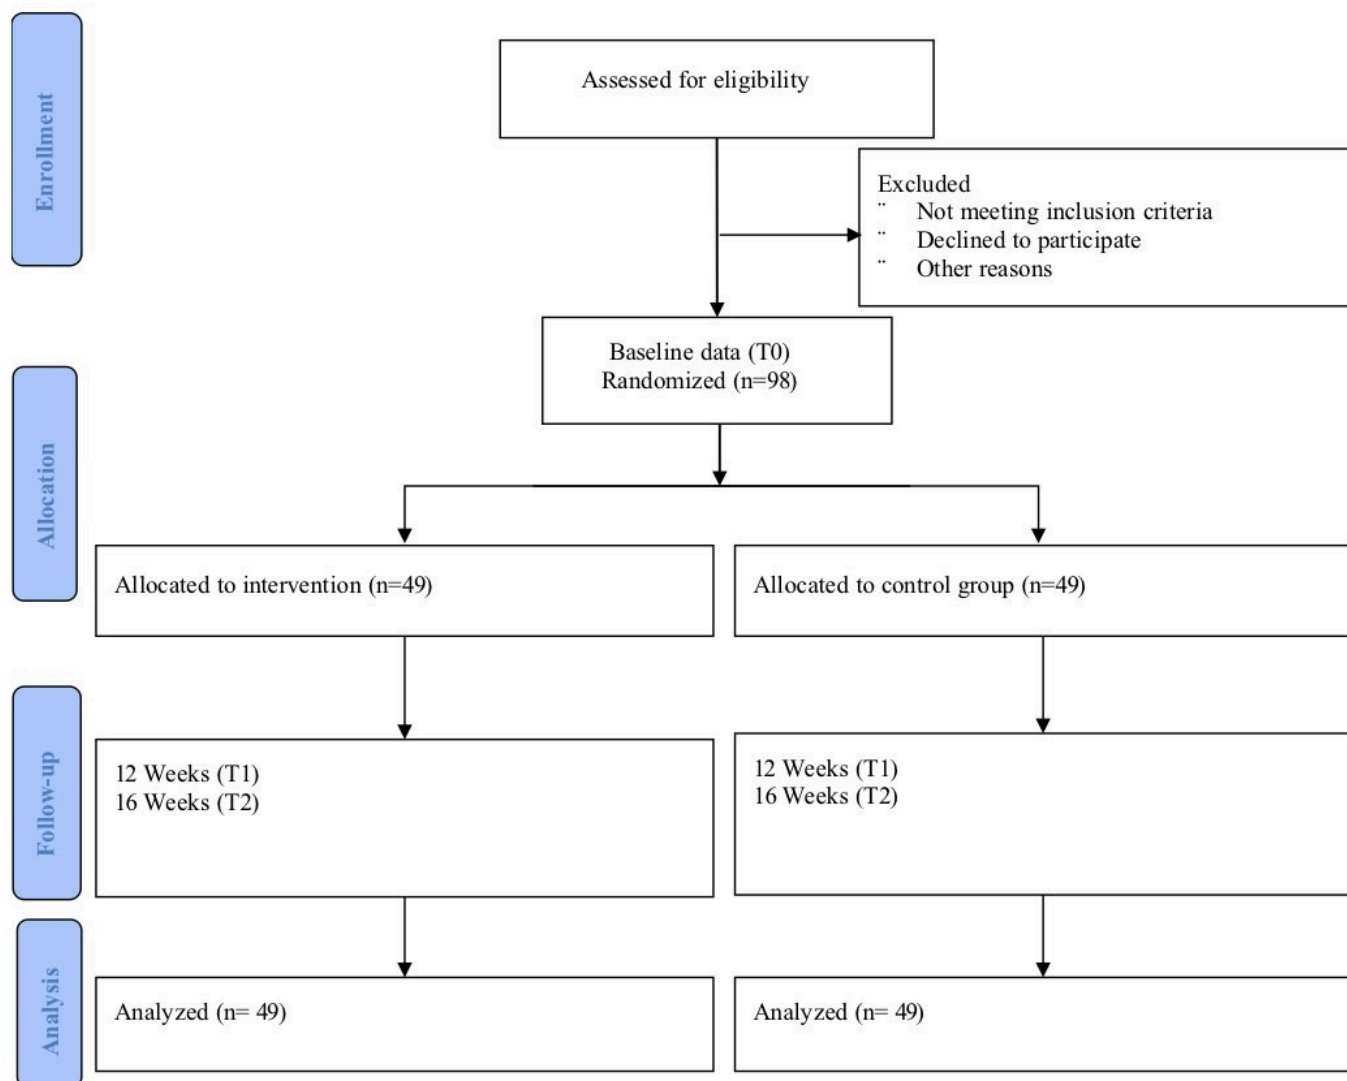 Enrollment
Assessed for eligibility
Excluded
¨ Not meeting inclusion criteria
¨ Declined to participate
¨ Other reasons
Baseline data (T0)
Randomized (n=98)
Allocation
Allocated to intervention (n=49)
Allocated to control group (n=49)
Follow-up
12 Weeks (T1)
16 Weeks (T2)
12 Weeks (T1)
16 Weeks (T2)
Analysis
Analyzed (n= 49)
Analyzed (n= 49)